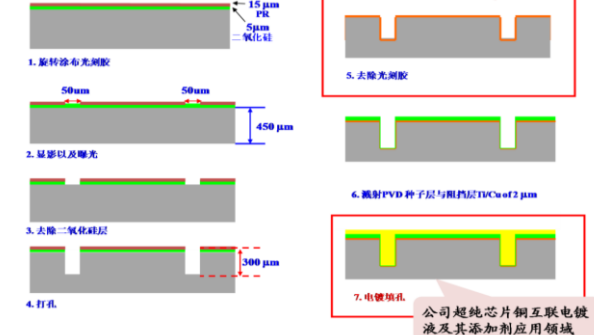 15 μm
PR
5μm
二氧化硅
1. 旋转涂布光刻胶
50um
50um
450 μm
2. 显影以及曝光
3. 去除二氧化硅层
300 μm
4. 打孔
5. 去除光刻胶
6. 溅射PVD 种子层与阻挡层Ti/Cu of 2 μm
7. 电镀填孔
公司超纯芯片铜互联电镀
液及其添加剂应用领域